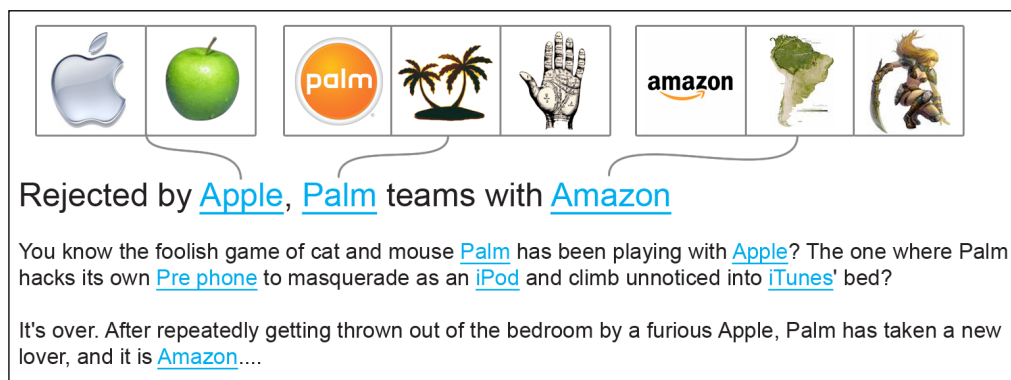 palm
amazon
Rejected by Apple, Palm teams with Amazon
You know the foolish game of cat and mouse Palm has been playing with Apple? The one where Palm
hacks its own Pre phone to masquerade as an iPod and climb unnoticed into iTunes' bed?
It's over. After repeatedly getting thrown out of the bedroom by a furious Apple, Palm has taken a new
lover, and it is Amazon....